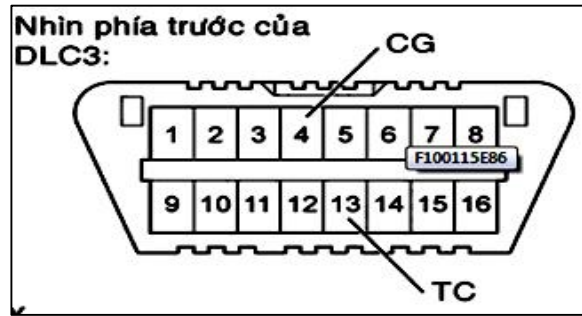 Nhìn phía trước của
DLC3:
CG
1 2 3 4 5 6 7 8
F100115E86
9 10 11 12 13 14 15 16
TC